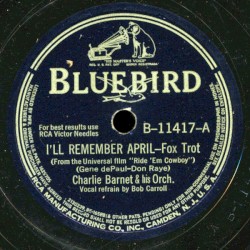 "HIS MASTER'S VOICE"
BLUEBIRD
For best results use
RCA Victor Needles
B-11417-A
I'LL REMEMBER APRIL—Fox Trot
(From the Universal film "Ride 'Em Cowboy")
(Gene dePaul-Don Raye)
Charlie Barnet & his Orch.
Vocal refrain by Bob Carroll
RCA MANUFACTURING CO., INC., CAMDEN, N.J., U.S.A.